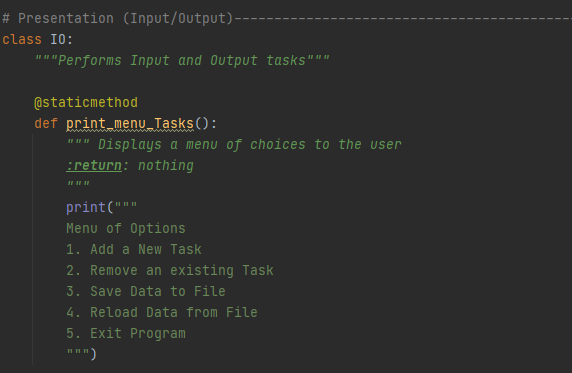 # Presentation (Input/Output)------------------------------------------
class IO:
    """Performs Input and Output tasks"""

    @staticmethod
    def print_menu_Tasks():
        """ Displays a menu of choices to the user
        :return: nothing
        """
        print("""
        Menu of Options
        1. Add a New Task
        2. Remove an existing Task
        3. Save Data to File
        4. Reload Data from File
        5. Exit Program
        """)